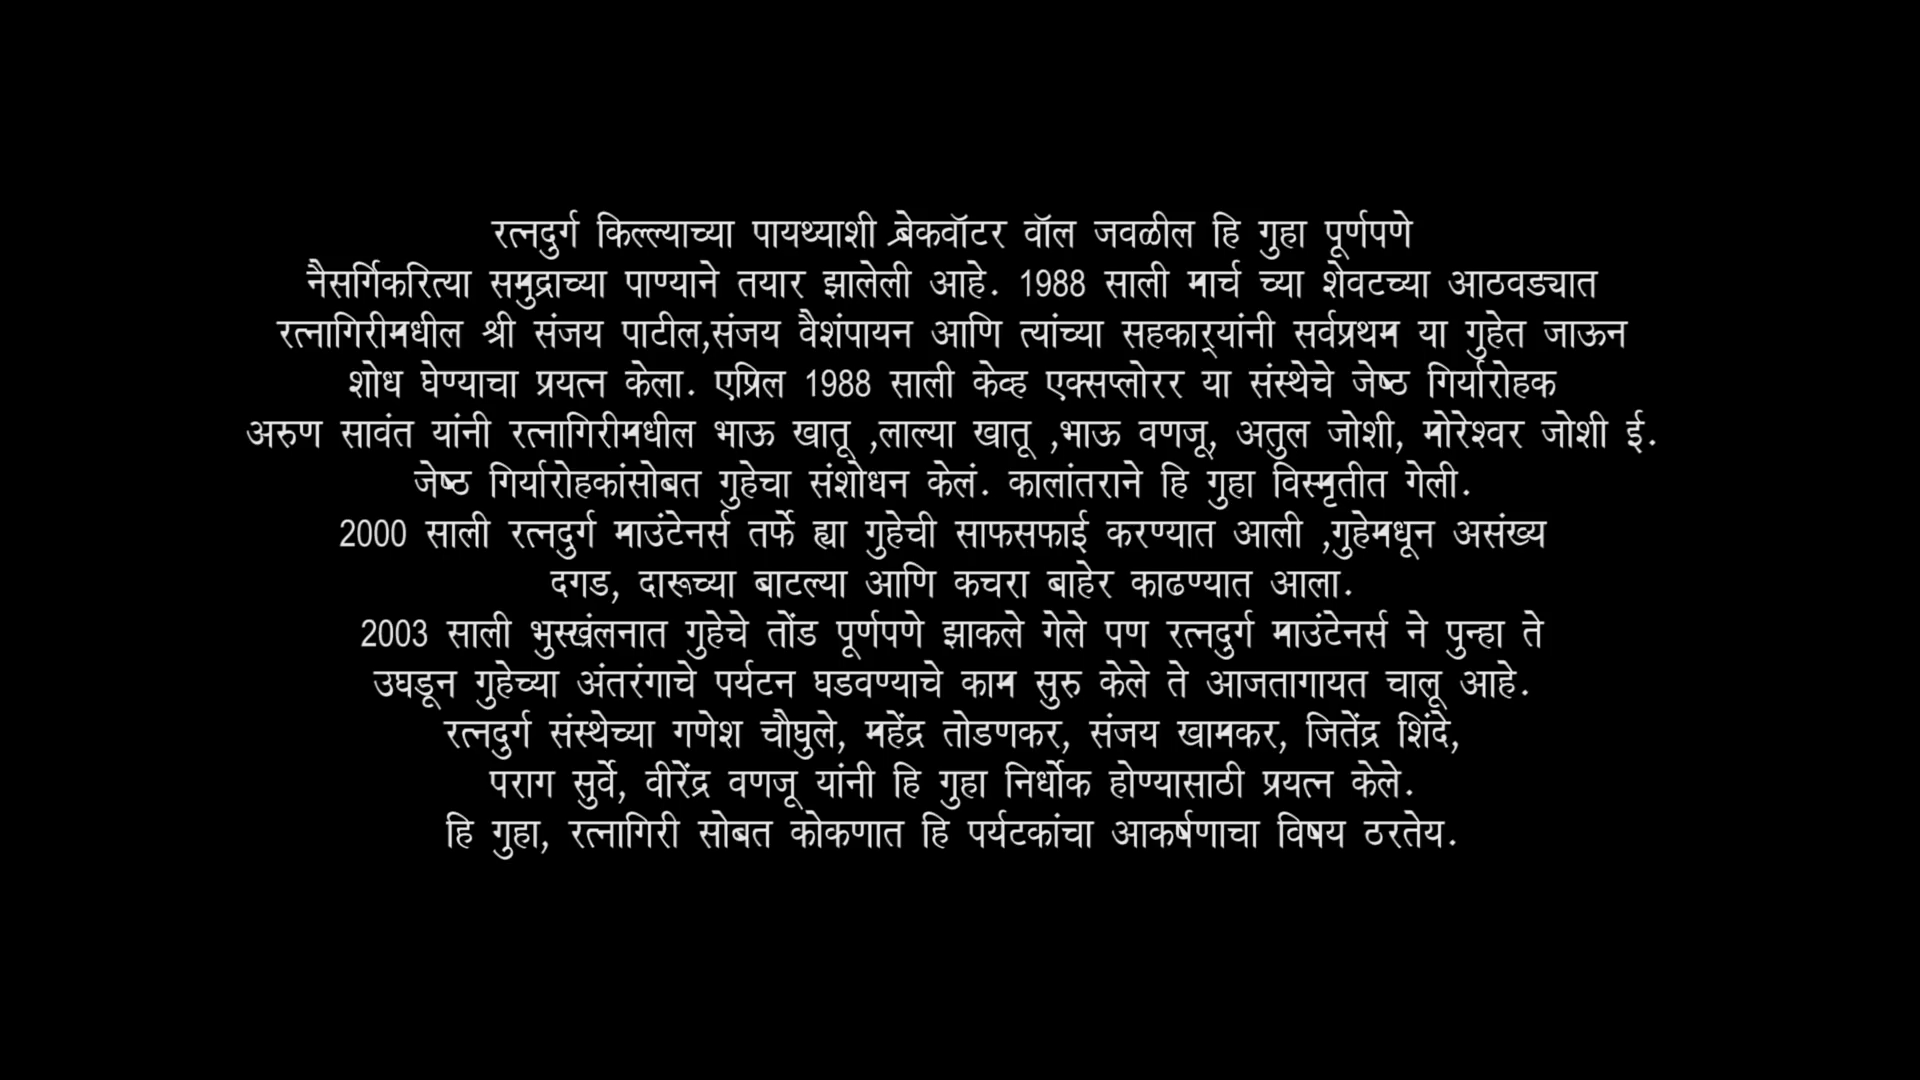 रत्नदुर्ग किल्ल्याच्या पायथ्याशी ब्रेकवॉटर वॉल जवळील हि गुहा पूर्णपणे
नैसर्गिकरित्या समुद्राच्या पाण्याने तयार झालेली आहे. 1988 साली मार्च च्या शेवटच्या आठवड्यात
रत्नागिरीमधील श्री संजय पाटील,संजय वैशंपायन आणि त्यांच्या सहकार्‍यांनी सर्वप्रथम या गुहेत जाऊन
शोध घेण्याचा प्रयत्न केला. एप्रिल 1988 साली केव्ह एक्सप्लोरर या संस्थेचे जेष्ठ गिर्यारोहक
अरुण सावंत यांनी रत्नागिरीमधील भाऊ खातू ,लाल्या खातू ,भाऊ वणजू, अतुल जोशी, मोरेश्वर जोशी ई.
जेष्ठ गिर्यारोहकांसोबत गुहेचा संशोधन केलं. कालांतराने हि गुहा विस्मृतीत गेली.
2000 साली रत्नदुर्ग माउंटेनर्स तर्फे ह्या गुहेची साफसफाई करण्यात आली ,गुहेमधून असंख्य
दगड, दारूच्या बाटल्या आणि कचरा बाहेर काढण्यात आला.
2003 साली भुस्खंलनात गुहेचे तोंड पूर्णपणे झाकले गेले पण रत्नदुर्ग माउंटेनर्स ने पुन्हा ते
उघडून गुहेच्या अंतरंगाचे पर्यटन घडवण्याचे काम सुरु केले ते आजतागायत चालू आहे.
रत्नदुर्ग संस्थेच्या गणेश चौघुले, महेंद्र तोडणकर, संजय खामकर, जितेंद्र शिंदे,
पराग सुर्वे, वीरेंद्र वणजू यांनी हि गुहा निर्धोक होण्यासाठी प्रयत्न केले.
हि गुहा, रत्नागिरी सोबत कोकणात हि पर्यटकांचा आकर्षणाचा विषय ठरतेय.